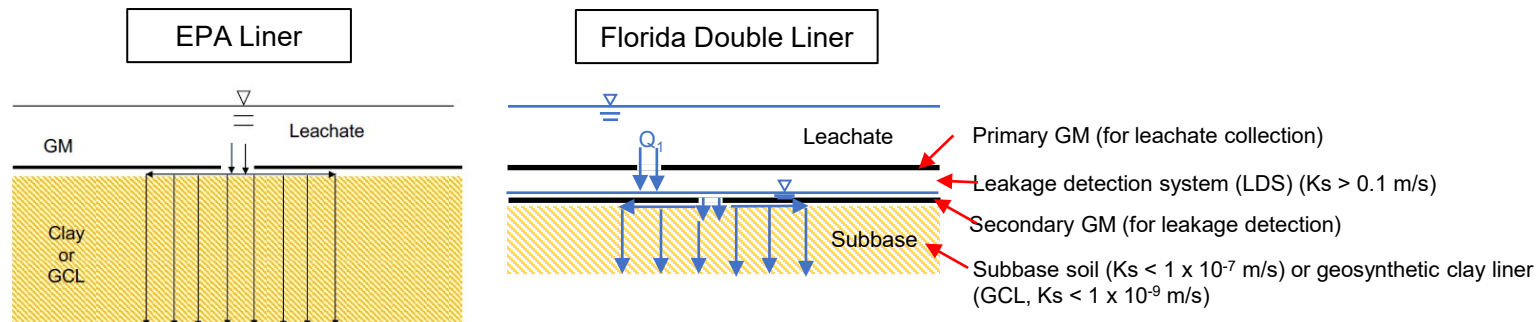 EPA Liner
Florida Double Liner
Leachate
GM
Clay
or
GCL
Q₁
Leachate
Subbase
Primary GM (for leachate collection)
Leakage detection system (LDS) (Ks > 0.1 m/s)
Secondary GM (for leakage detection)
Subbase soil (Ks < 1 x 10⁻⁷ m/s) or geosynthetic clay liner
(GCL, Ks < 1 x 10⁻⁹ m/s)